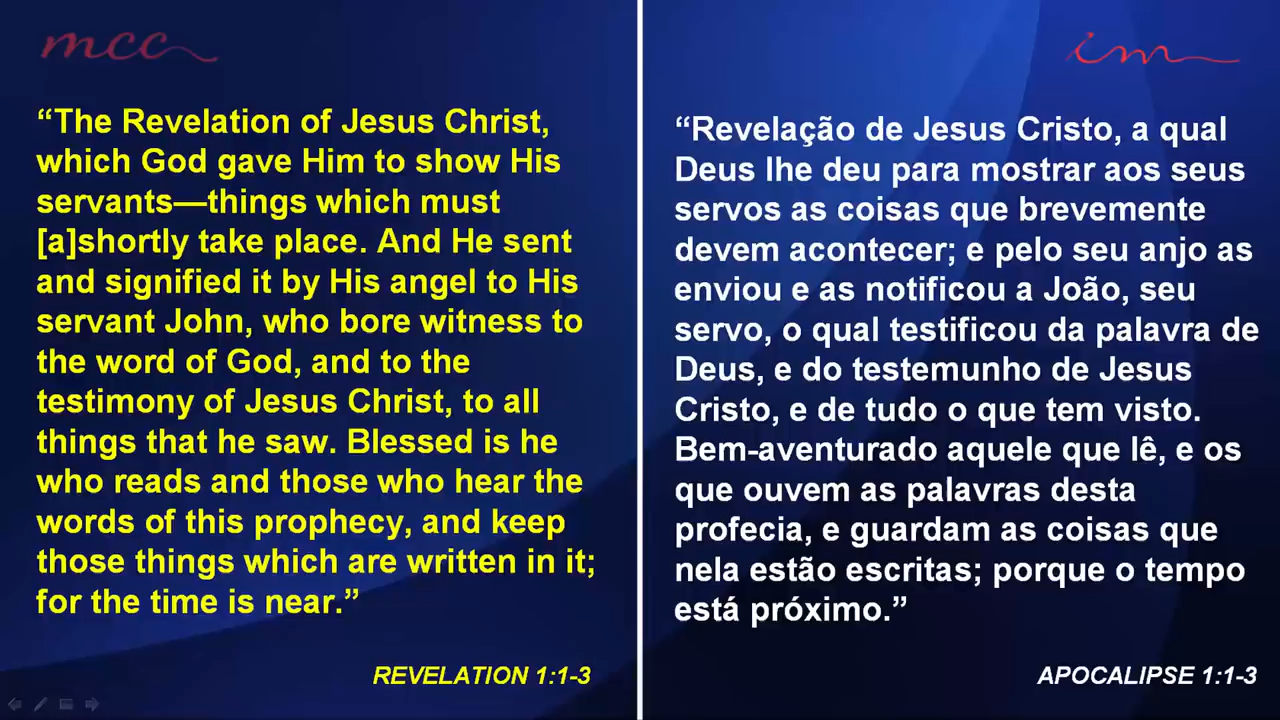 mcc
“The Revelation of Jesus Christ,
which God gave Him to show His
servants—things which must
[a]shortly take place. And He sent
and signified it by His angel to His
servant John, who bore witness to
the word of God, and to the
testimony of Jesus Christ, to all
things that he saw. Blessed is he
who reads and those who hear the
words of this prophecy, and keep
those things which are written in it;
for the time is near.”
REVELATION 1:1-3
im
“Revelação de Jesus Cristo, a qual
Deus lhe deu para mostrar aos seus
servos as coisas que brevemente
devem acontecer; e pelo seu anjo as
enviou e as notificou a João, seu
servo, o qual testificou da palavra de
Deus, e do testemunho de Jesus
Cristo, e de tudo o que tem visto.
Bem-aventurado aquele que lê, e os
que ouvem as palavras desta
profecia, e guardam as coisas que
nela estão escritas; porque o tempo
está próximo.”
APOCALIPSE 1:1-3